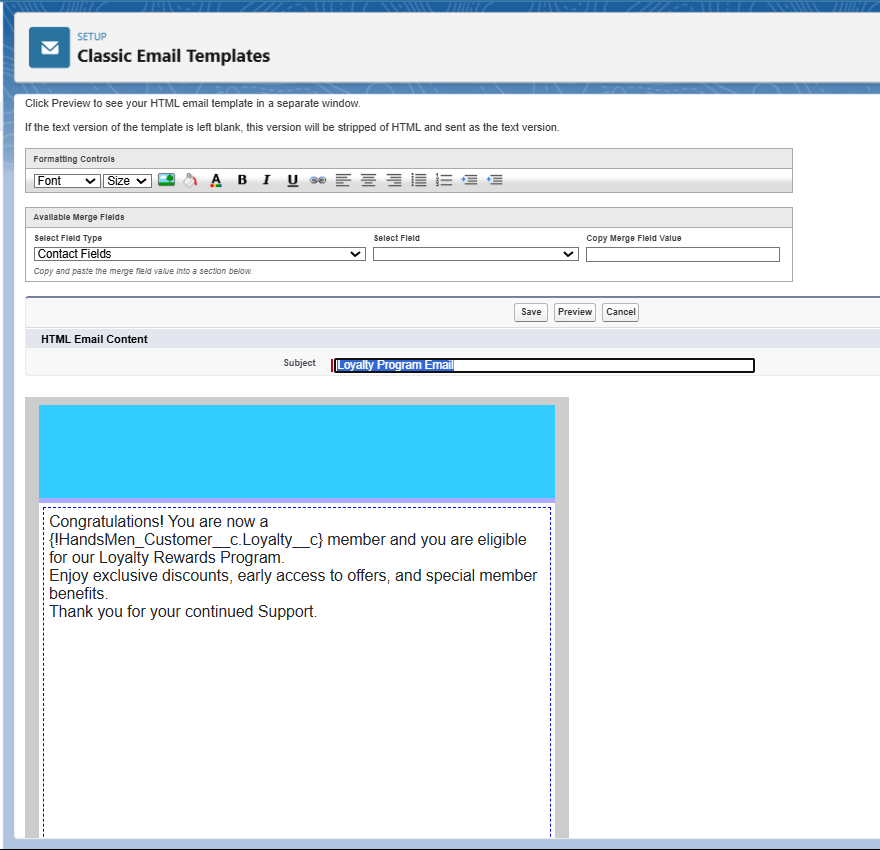 SETUP
Classic Email Templates
Click Preview to see your HTML email template in a separate window.
If the text version of the template is left blank, this version will be stripped of HTML and sent as the text version.
Formatting Controls
Font Size A B I U
Available Merge Fields
Select Field Type Select Field Copy Merge Field Value
Contact Fields
Copy and paste the merge field value into a section below.
Save Preview Cancel
HTML Email Content
Subject Loyalty Program Email
Congratulations! You are now a
{!HandsMen_Customer__c.Loyalty__c} member and you are eligible
for our Loyalty Rewards Program.
Enjoy exclusive discounts, early access to offers, and special member
benefits.
Thank you for your continued Support.